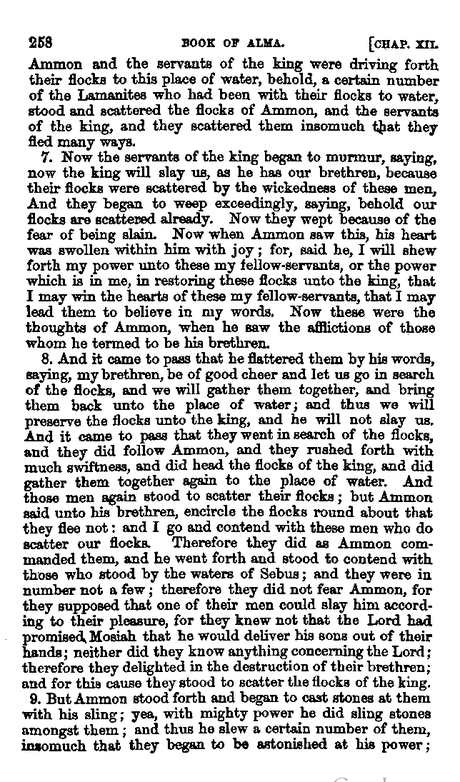 258 BOOK OF ALMA. [CHAP. XII.
Ammon and the servants of the king were driving forth
their flocks to this place of water, behold, a certain number
of the Lamanites who had been with their flocks to water,
stood and scattered the flocks of Ammon, and the servants
of the king, and they scattered them insomuch that they
fled many ways.
7. Now the servants of the king began to murmur, saying,
now the king will slay us, as he has our brethren, because
their flocks were scattered by the wickedness of these men,
And they began to weep exceedingly, saying, behold our
flocks are scattered already. Now they wept because of the
fear of being slain. Now when Ammon saw this, his heart
was swollen within him with joy; for, said he, I will shew
forth my power unto these my fellow-servants, or the power
which is in me, in restoring these flocks unto the king, that
I may win the hearts of these my fellow-servants, that I may
lead them to believe in my words. Now these were the
thoughts of Ammon, when he saw the afflictions of those
whom he termed to be his brethren.
8. And it came to pass that he flattered them by his words,
saying, my brethren, be of good cheer and let us go in search
of the flocks, and we will gather them together, and bring
them back unto the place of water; and thus we will
preserve the flocks unto the king, and he will not slay us.
And it came to pass that they went in search of the flocks,
and they did follow Ammon, and they rushed forth with
much swiftness, and did head the flocks of the king, and did
gather them together again to the place of water. And
those men again stood to scatter their flocks; but Ammon
said unto his brethren, encircle the flocks round about that
they flee not: and I go and contend with these men who do
scatter our flocks. Therefore they did as Ammon com-
manded them, and he went forth and stood to contend with
those who stood by the waters of Sebus; and they were in
number not a few; therefore they did not fear Ammon, for
they supposed that one of their men could slay him accord-
ing to their pleasure, for they knew not that the Lord had
promised Mosiah that he would deliver his sons out of their
hands; neither did they know anything concerning the Lord;
therefore they delighted in the destruction of their brethren;
and for this cause they stood to scatter the flocks of the king.
9. But Ammon stood forth and began to cast stones at them
with his sling; yea, with mighty power he did sling stones
amongst them; and thus he slew a certain number of them,
insomuch that they began to be astonished at his power;